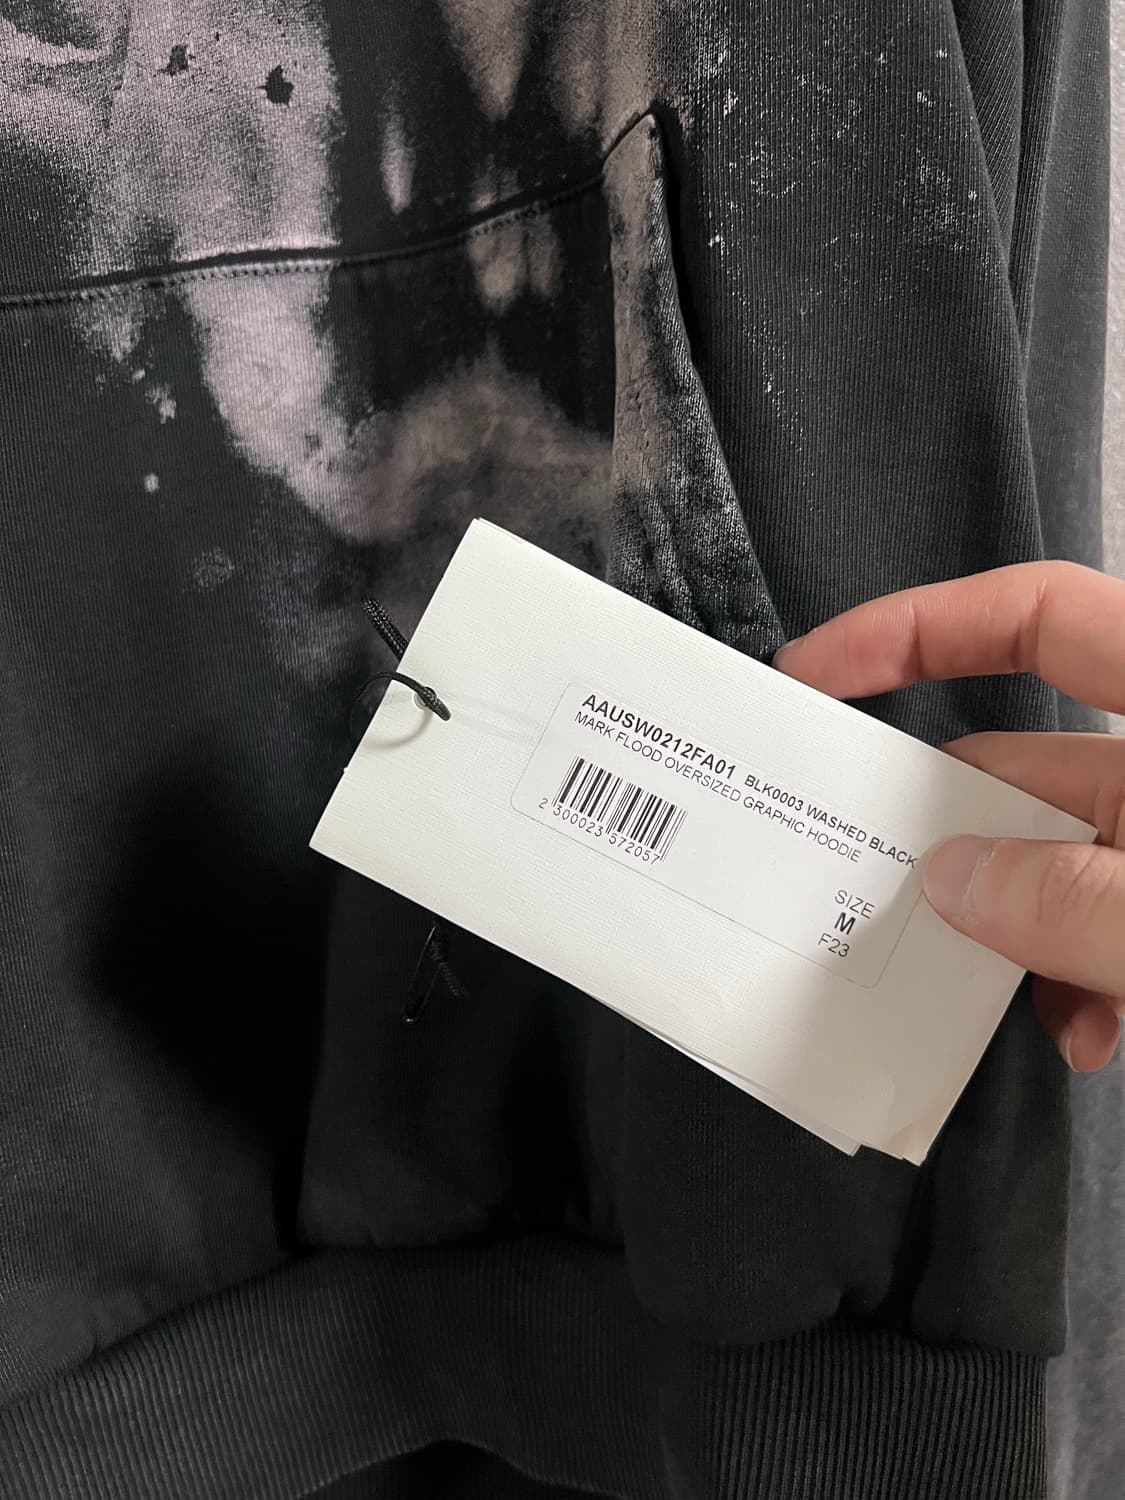 AAUSW0212FA01 BLK0003 WASHED BLACK
MARK FLOOD OVERSIZED GRAPHIC HOODIE
2 300023 572057
SIZE
M
F23